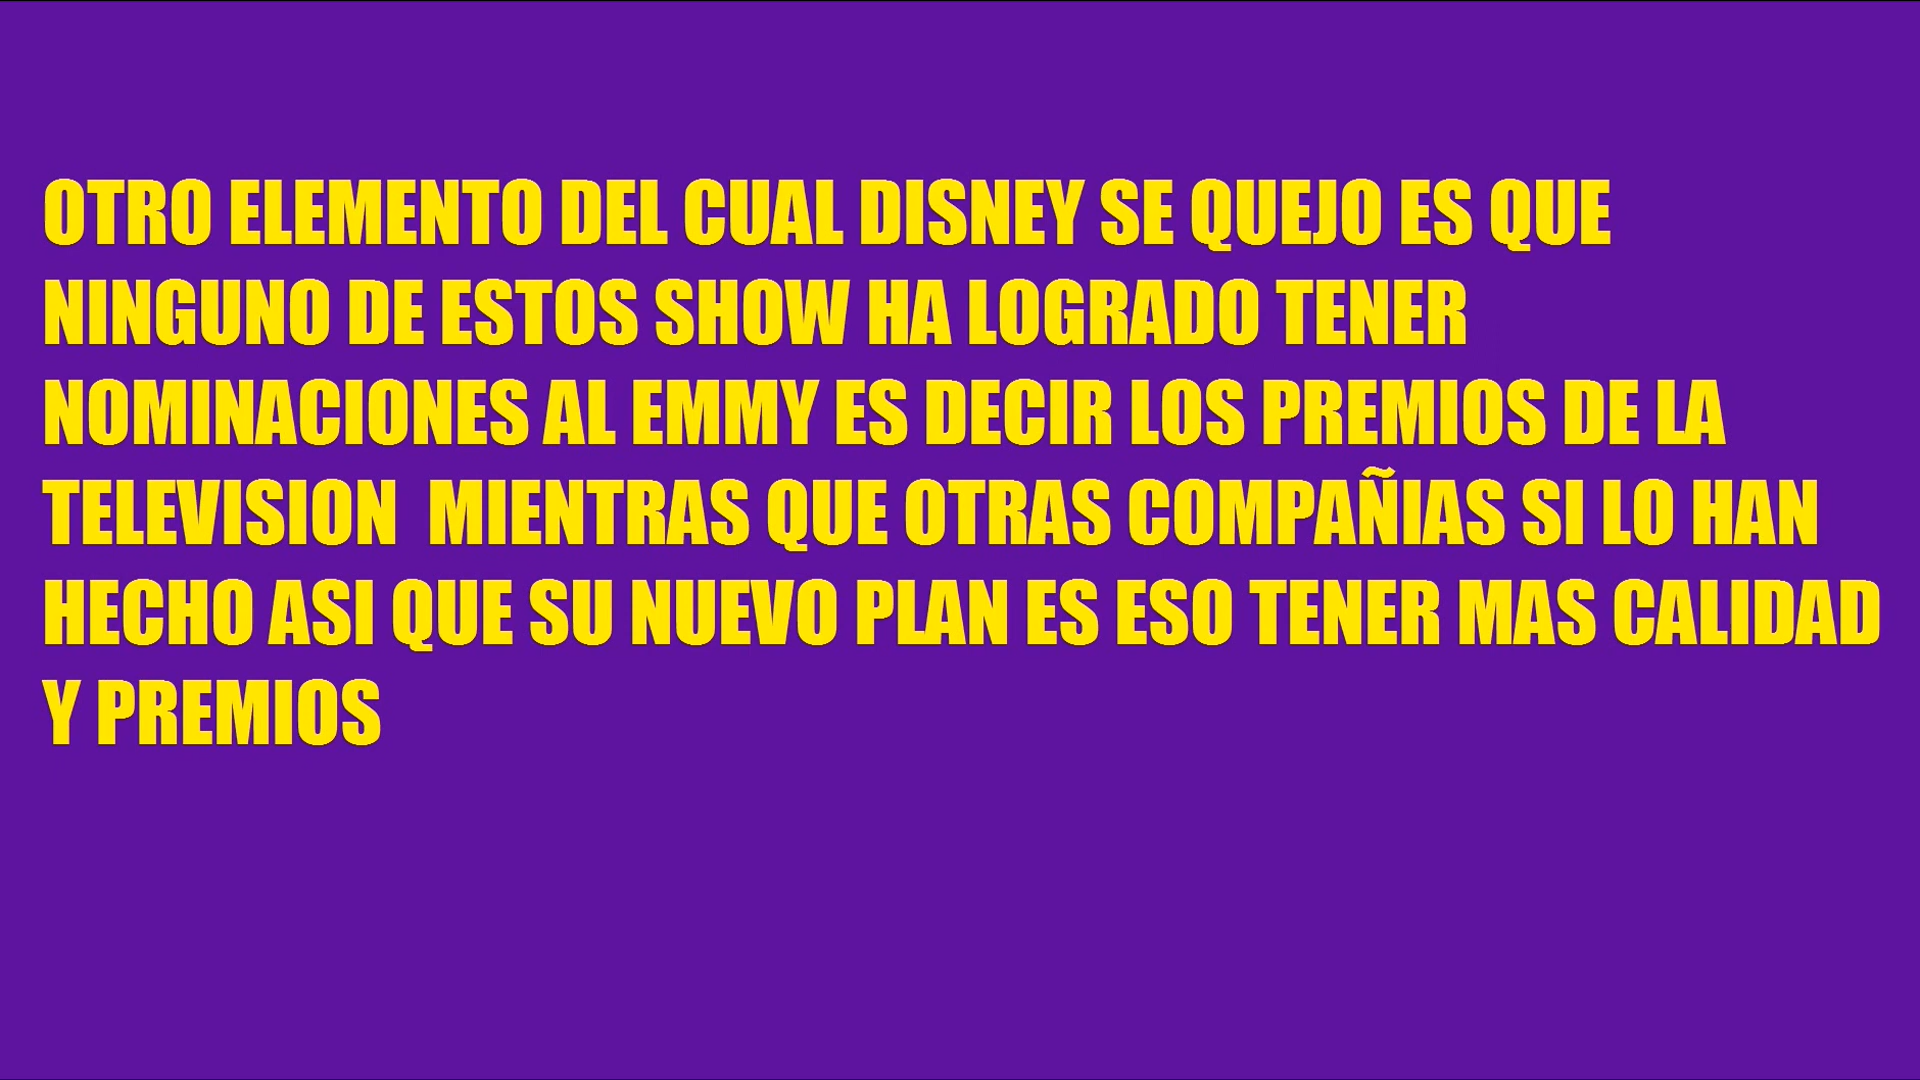 OTRO ELEMENTO DEL CUAL DISNEY SE QUEJO ES QUE
NINGUNO DE ESTOS SHOW HA LOGRADO TENER
NOMINACIONES AL EMMY ES DECIR LOS PREMIOS DE LA
TELEVISION  MIENTRAS QUE OTRAS COMPAÑIAS SI LO HAN
HECHO ASI QUE SU NUEVO PLAN ES ESO TENER MAS CALIDAD
Y PREMIOS